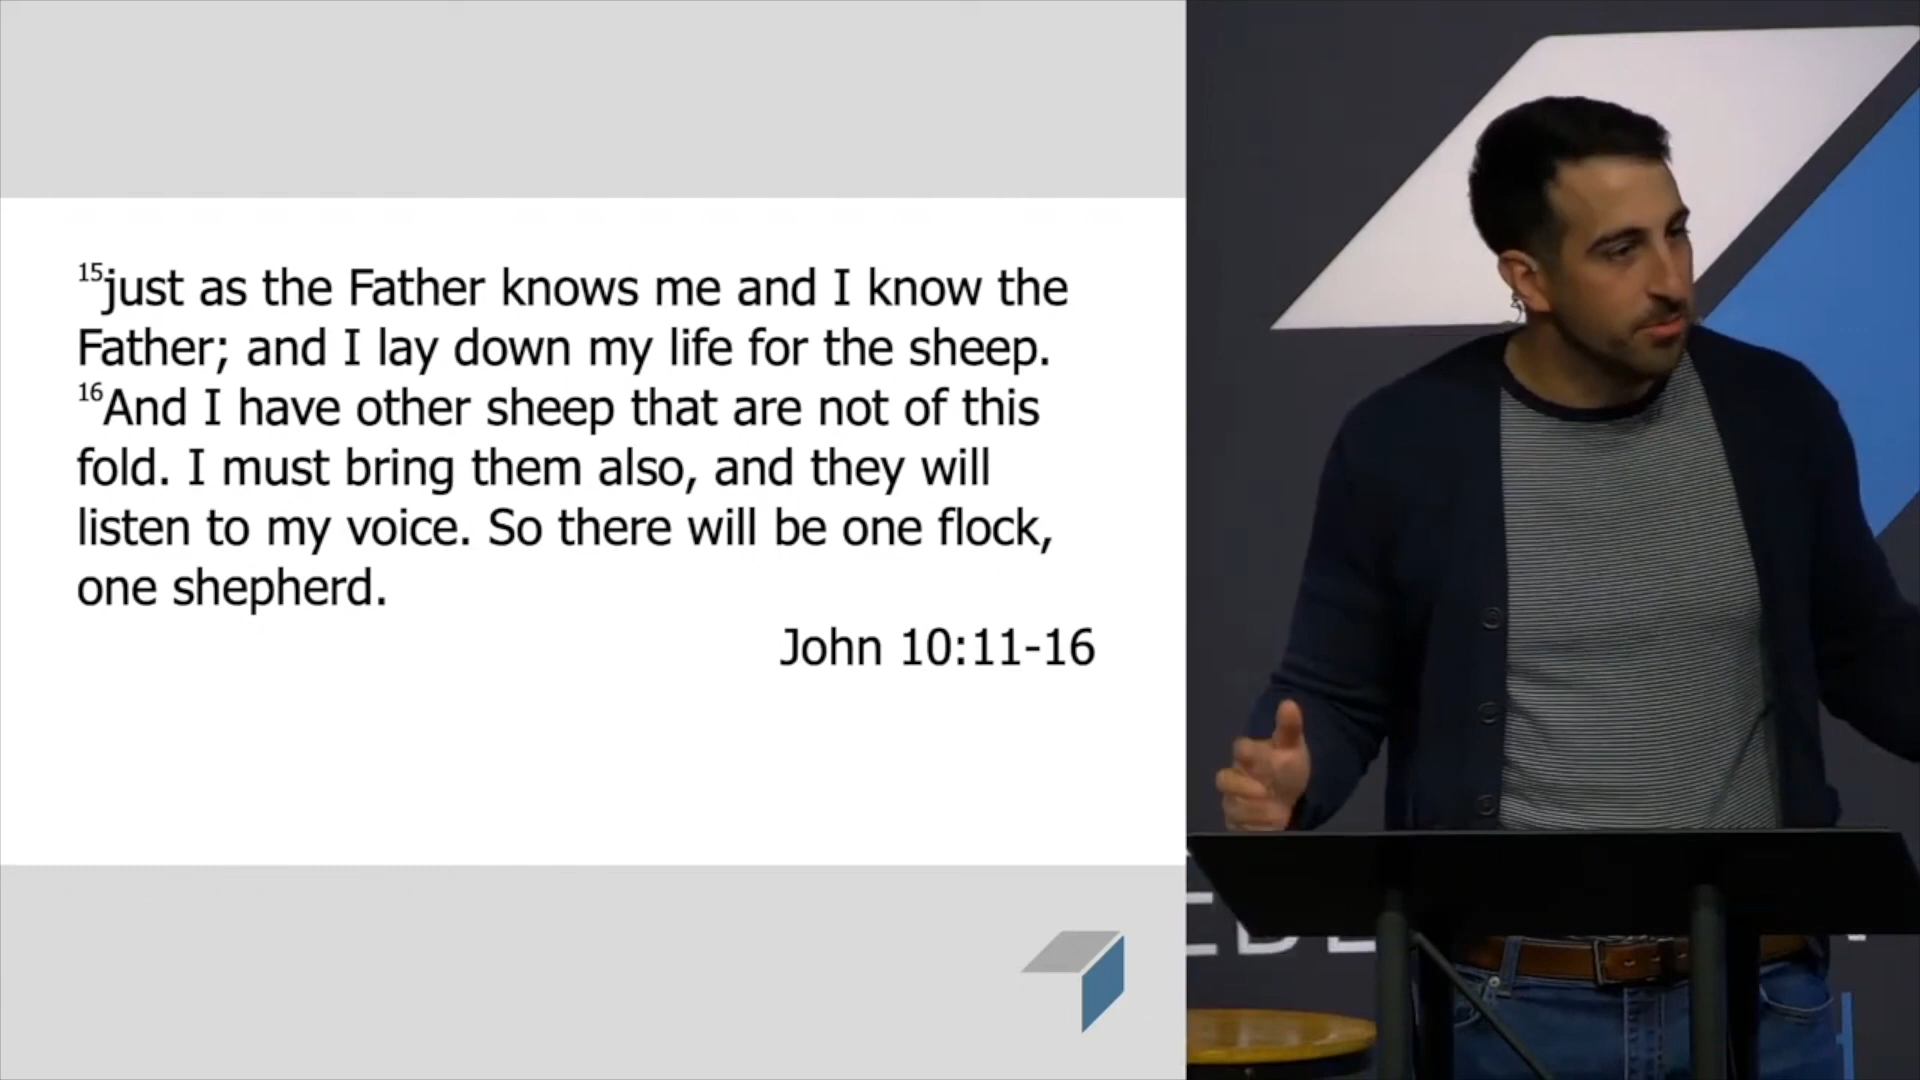 ¹⁵just as the Father knows me and I know the
Father; and I lay down my life for the sheep.
¹⁶And I have other sheep that are not of this
fold. I must bring them also, and they will
listen to my voice. So there will be one flock,
one shepherd.
John 10:11-16